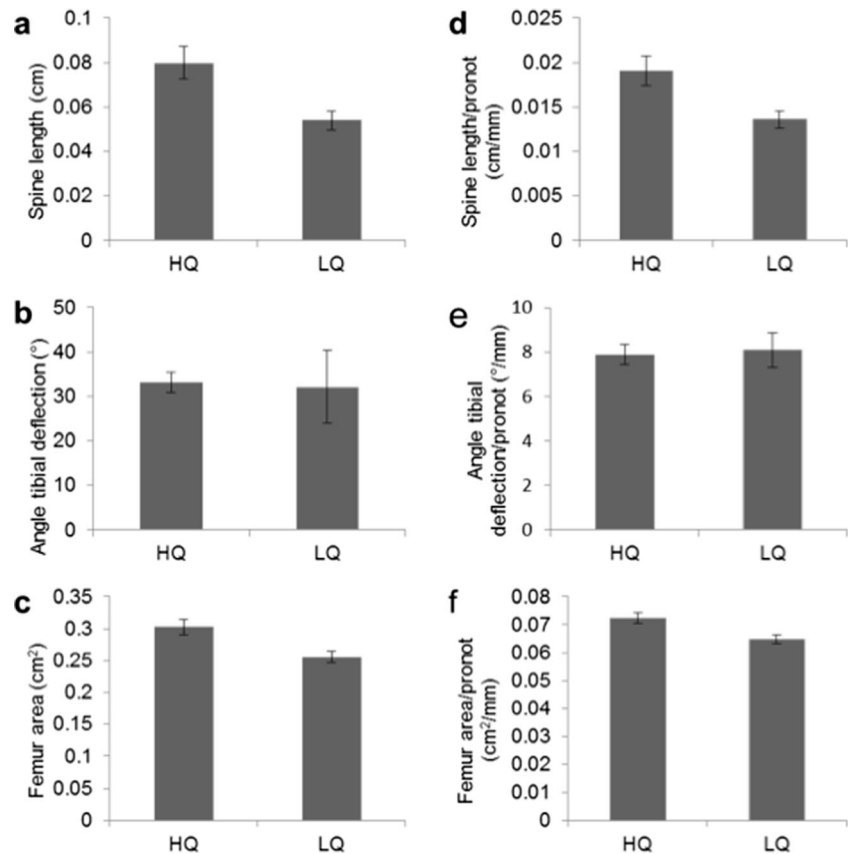 a
Spine length (cm)
0.1
0.08
0.06
0.04
0.02
0
HQ LQ
d
Spine length/pronot
(cm/mm)
0.025
0.02
0.015
0.01
0.005
0
HQ LQ
b
Angle tibial deflection (°)
50
40
30
20
10
0
HQ LQ
e
Angle tibial
deflection/pronot (°/mm)
10
8
6
4
2
0
HQ LQ
c
Femur area (cm²)
0.35
0.3
0.25
0.2
0.15
0.1
0.05
0
HQ LQ
f
Femur area/pronot
(cm²/mm)
0.08
0.07
0.06
0.05
0.04
0.03
0.02
0.01
0
HQ LQ